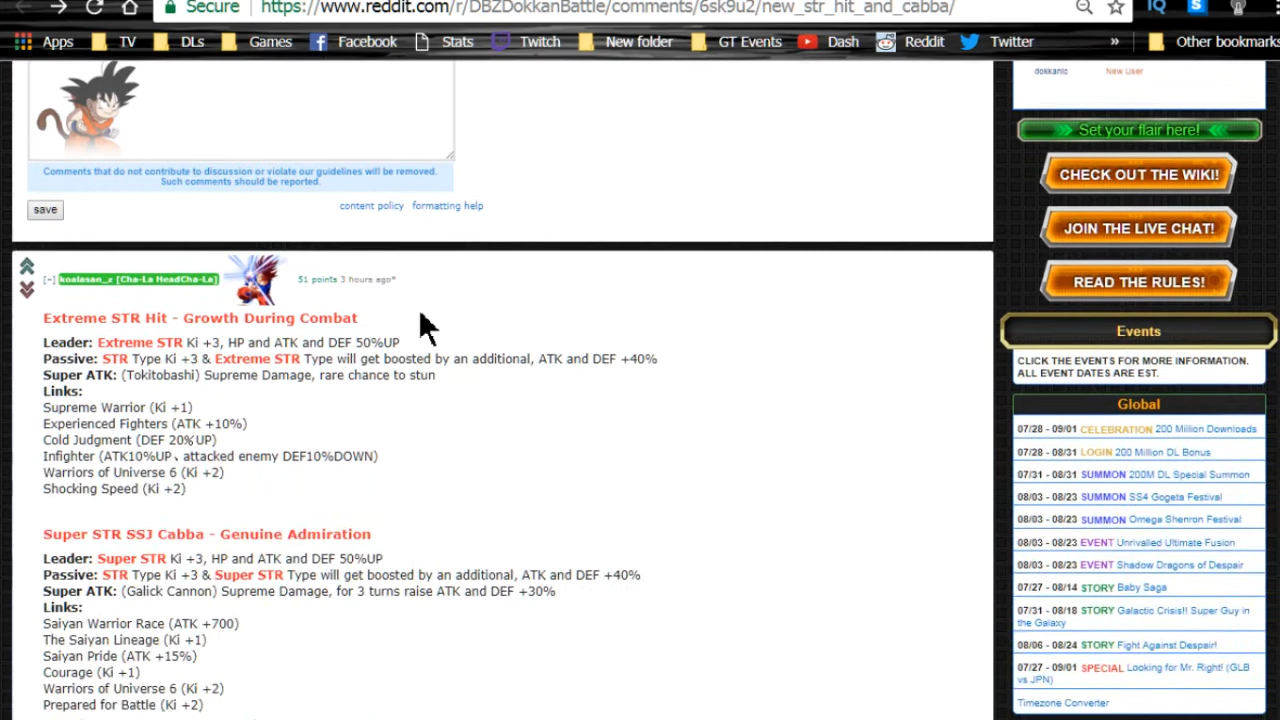 Secure https://www.reddit.com/r/DBZDokkanBattle/comments/6sk9u2/new_str_hit_and_cabba/
Apps TV DLs Games Facebook Stats Twitch New folder GT Events Dash Reddit Twitter » Other bookmarks
Comments that do not contribute to discussion or violate our guidelines will be removed.
Such comments should be reported.
save content policy formatting help
[-] koalasan_z [Cha-La HeadCha-La] 51 points 3 hours ago*
Extreme STR Hit - Growth During Combat
Leader: Extreme STR Ki +3, HP and ATK and DEF 50%UP
Passive: STR Type Ki +3 & Extreme STR Type will get boosted by an additional, ATK and DEF +40%
Super ATK: (Tokitobashi) Supreme Damage, rare chance to stun
Links:
Supreme Warrior (Ki +1)
Experienced Fighters (ATK +10%)
Cold Judgment (DEF 20%UP)
Infighter (ATK10%UP、attacked enemy DEF10%DOWN)
Warriors of Universe 6 (Ki +2)
Shocking Speed (Ki +2)
Super STR SSJ Cabba - Genuine Admiration
Leader: Super STR Ki +3, HP and ATK and DEF 50%UP
Passive: STR Type Ki +3 & Super STR Type will get boosted by an additional, ATK and DEF +40%
Super ATK: (Galick Cannon) Supreme Damage, for 3 turns raise ATK and DEF +30%
Links:
Saiyan Warrior Race (ATK +700)
The Saiyan Lineage (Ki +1)
Saiyan Pride (ATK +15%)
Courage (Ki +1)
Warriors of Universe 6 (Ki +2)
Prepared for Battle (Ki +2)
dokkanic New User
Set your flair here!
CHECK OUT THE WIKI!
JOIN THE LIVE CHAT!
READ THE RULES!
Events
CLICK THE EVENTS FOR MORE INFORMATION.
ALL EVENT DATES ARE EST.
Global
07/28 - 09/01 CELEBRATION 200 Million Downloads
07/28 - 08/31 LOGIN 200 Million DL Bonus
07/31 - 08/31 SUMMON 200M DL Special Summon
08/03 - 08/23 SUMMON SS4 Gogeta Festival
08/03 - 08/23 SUMMON Omega Shenron Festival
08/03 - 08/23 EVENT Unrivalled Ultimate Fusion
08/03 - 08/23 EVENT Shadow Dragons of Despair
07/27 - 08/14 STORY Baby Saga
07/31 - 08/18 STORY Galactic Crisis!! Super Guy in
the Galaxy
08/06 - 08/24 STORY Fight Against Despair!
07/27 - 09/01 SPECIAL Looking for Mr. Right! (GLB
vs JPN)
Timezone Converter